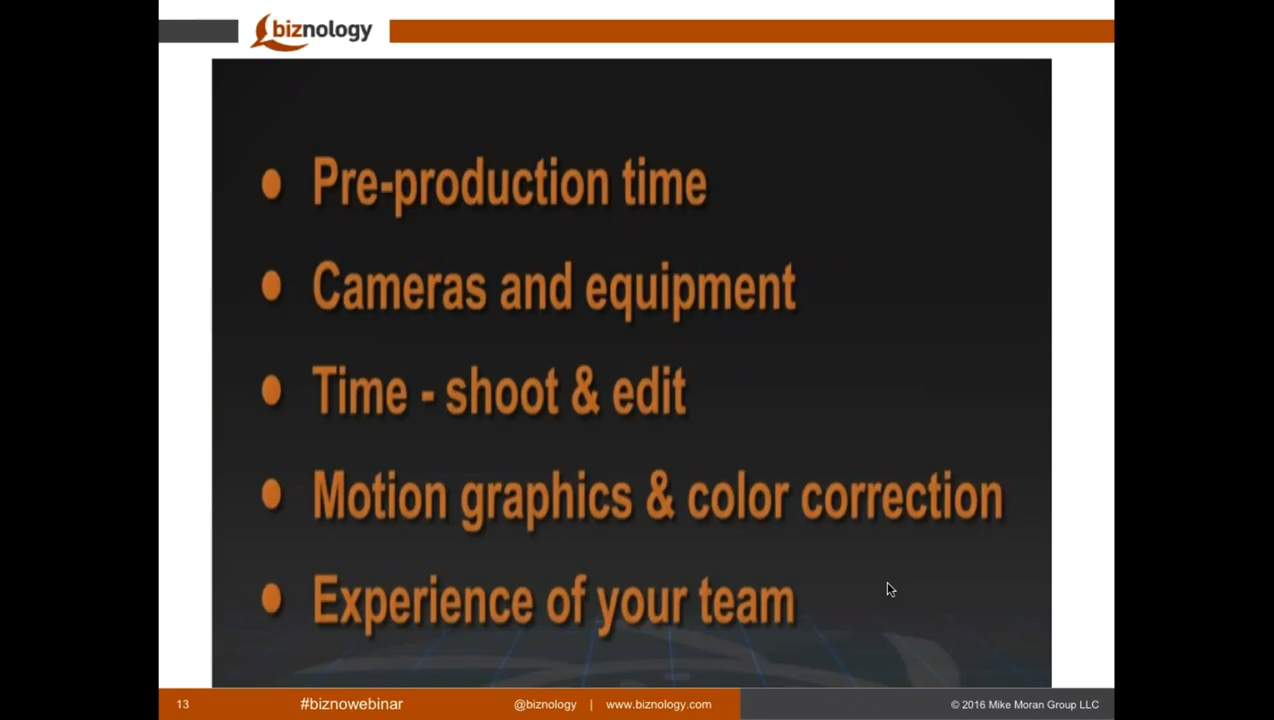 biznology
• Pre-production time
• Cameras and equipment
• Time - shoot & edit
• Motion graphics & color correction
• Experience of your team
13 #biznowebinar @biznology | www.biznology.com © 2016 Mike Moran Group LLC